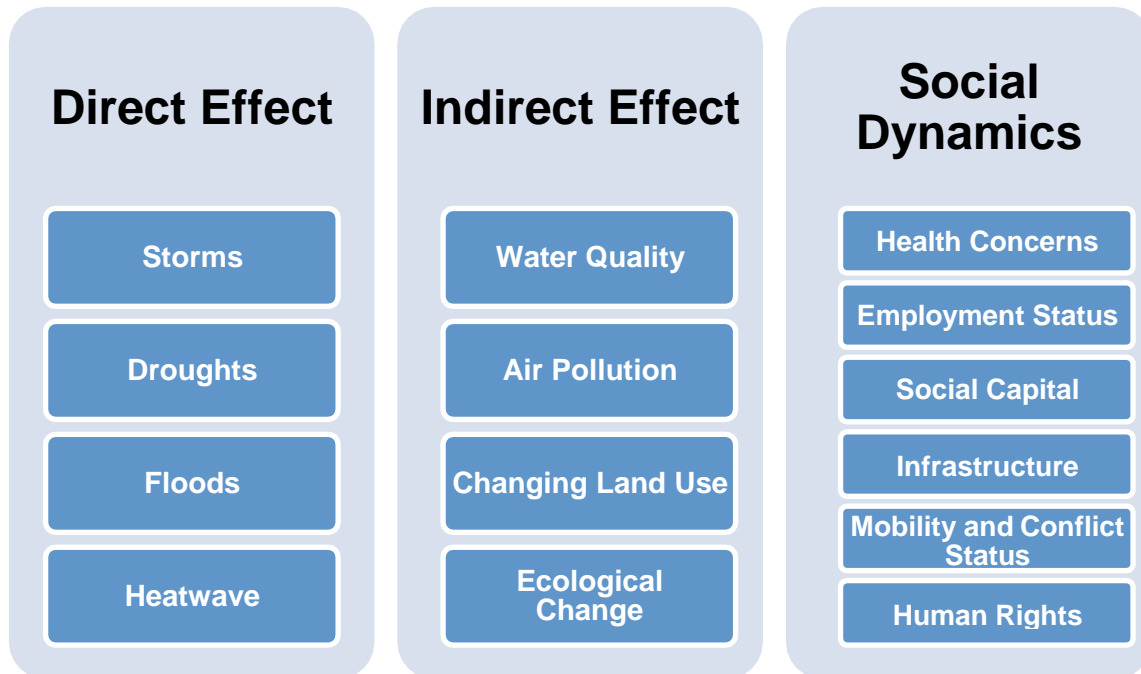 Direct Effect
Storms
Droughts
Floods
Heatwave
Indirect Effect
Water Quality
Air Pollution
Changing Land Use
Ecological
Change
Social
Dynamics
Health Concerns
Employment Status
Social Capital
Infrastructure
Mobility and Conflict
Status
Human Rights